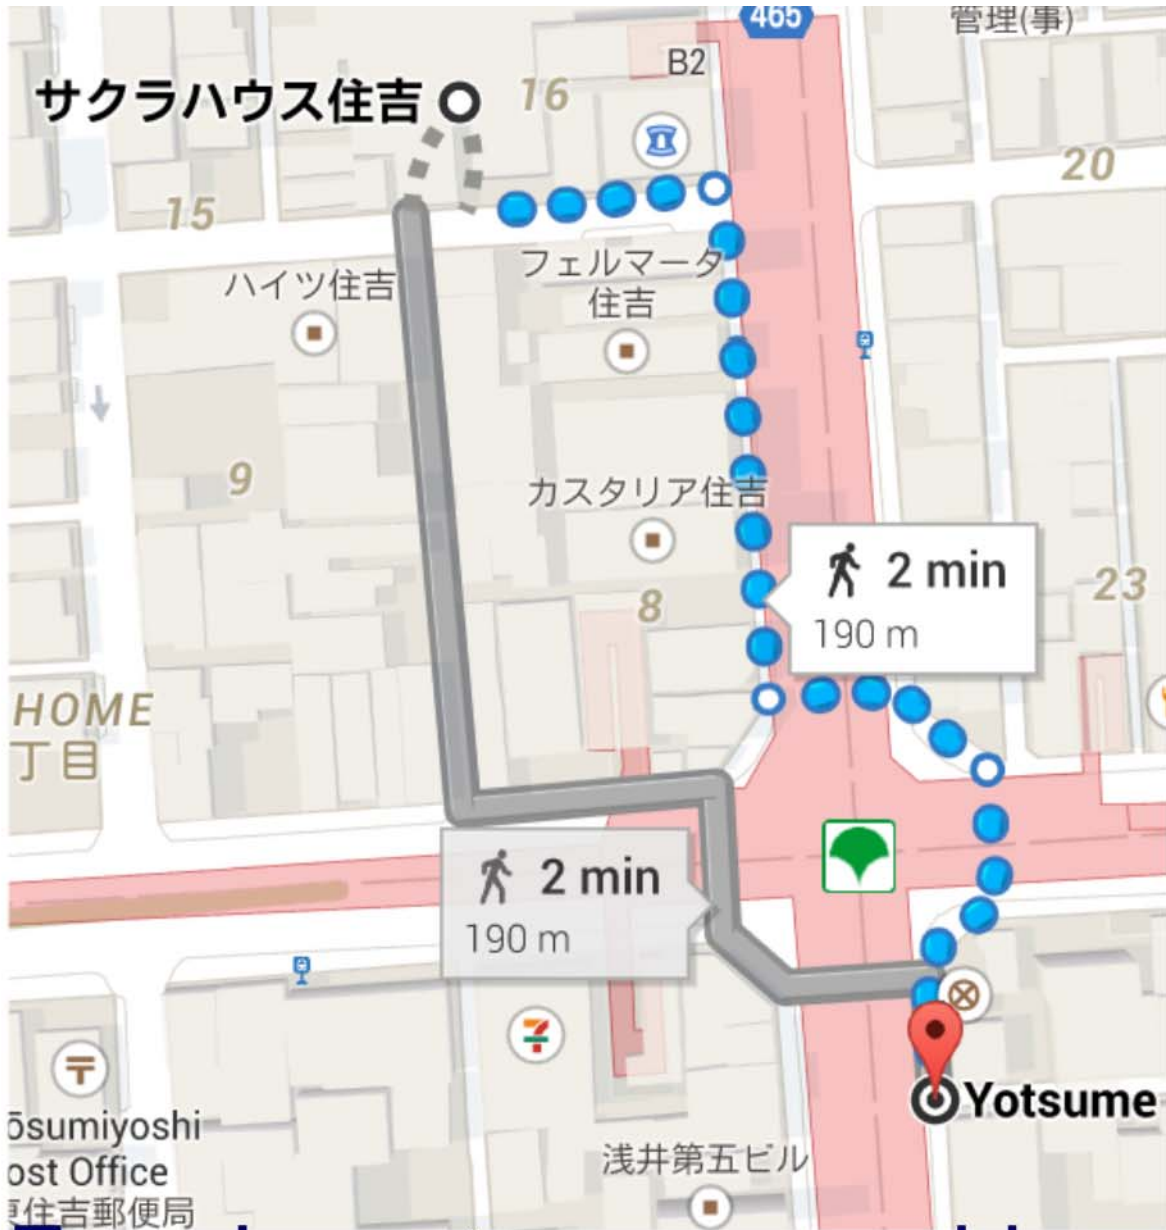 465
管理(事)
B2
サクラハウス住吉
16
20
15
ハイツ住吉
フェルマータ
住吉
9
カスタリア住吉
2 min
190 m
8
23
HOME
丁目
2 min
190 m
7
Yotsume
ōsumiyoshi
ost Office
東住吉郵便局
浅井第五ビル